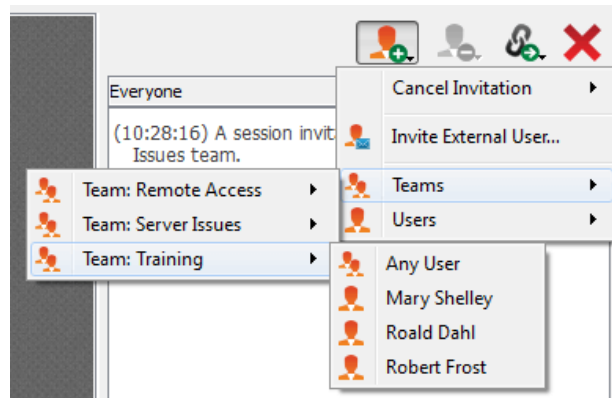 Everyone
Cancel Invitation
(10:28:16) A session
Issues team.
Invite External User...
Teams
Users
Team: Remote Access
Team: Server Issues
Team: Training
Any User
Mary Shelley
Roald Dahl
Robert Frost